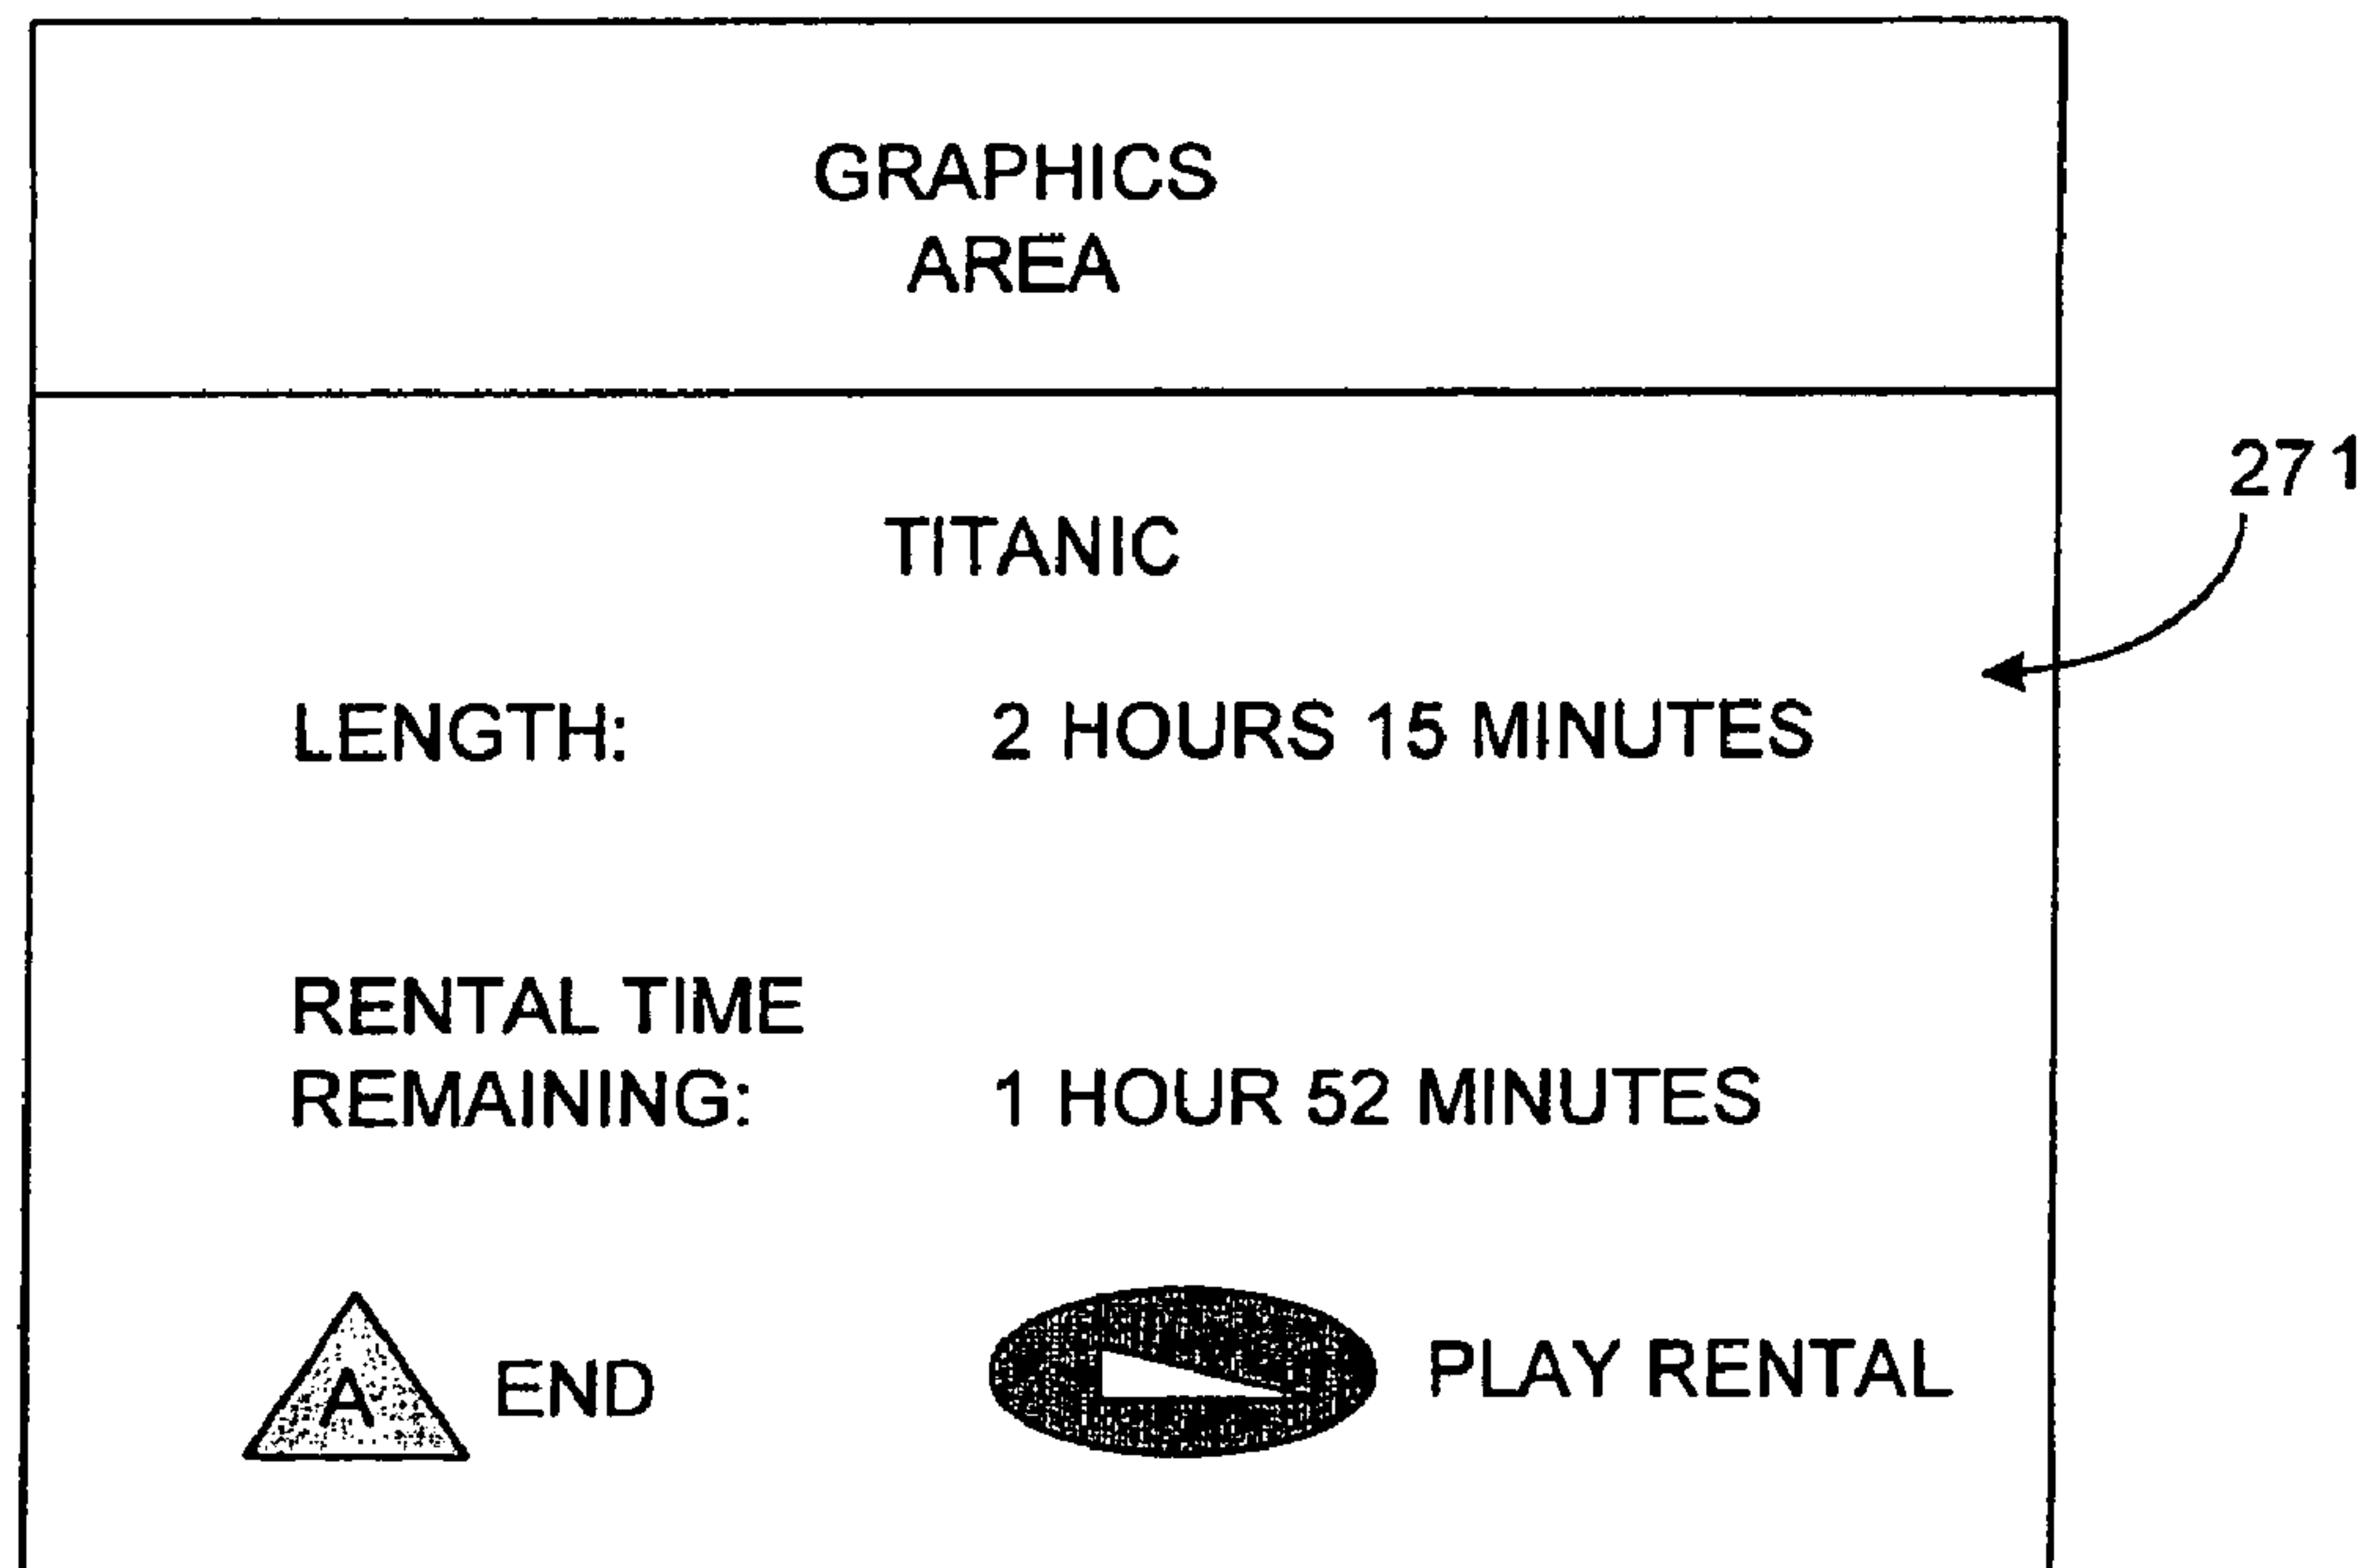 GRAPHICS
AREA
271
TITANIC
LENGTH: 2 HOURS 15 MINUTES
RENTAL TIME
REMAINING: 1 HOUR 52 MINUTES
A END PLAY RENTAL